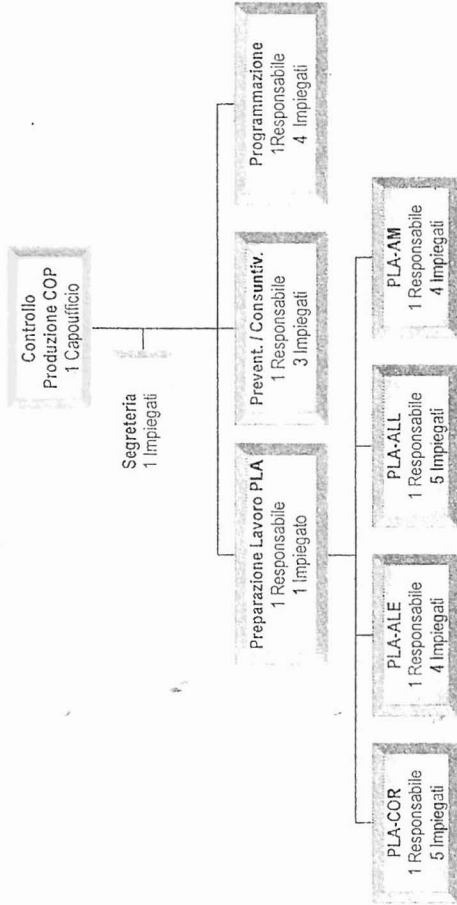 Controllo
Produzione COP
1 Capoufficio
Segreteria
1 Impiegati
Preparazione Lavoro PLA
1 Responsabile
1 Impiegato
Prevent. / Consuntiv.
1 Responsabile
3 Impiegati
Programmazione
1Responsabile
4 Impiegati
PLA-COR
1 Responsabile
5 Impiegati
PLA-ALE
1 Responsabile
4 Impiegati
PLA-ALL
1 Responsabile
5 Impiegati
PLA-AM
1 Responsabile
4 Impiegati